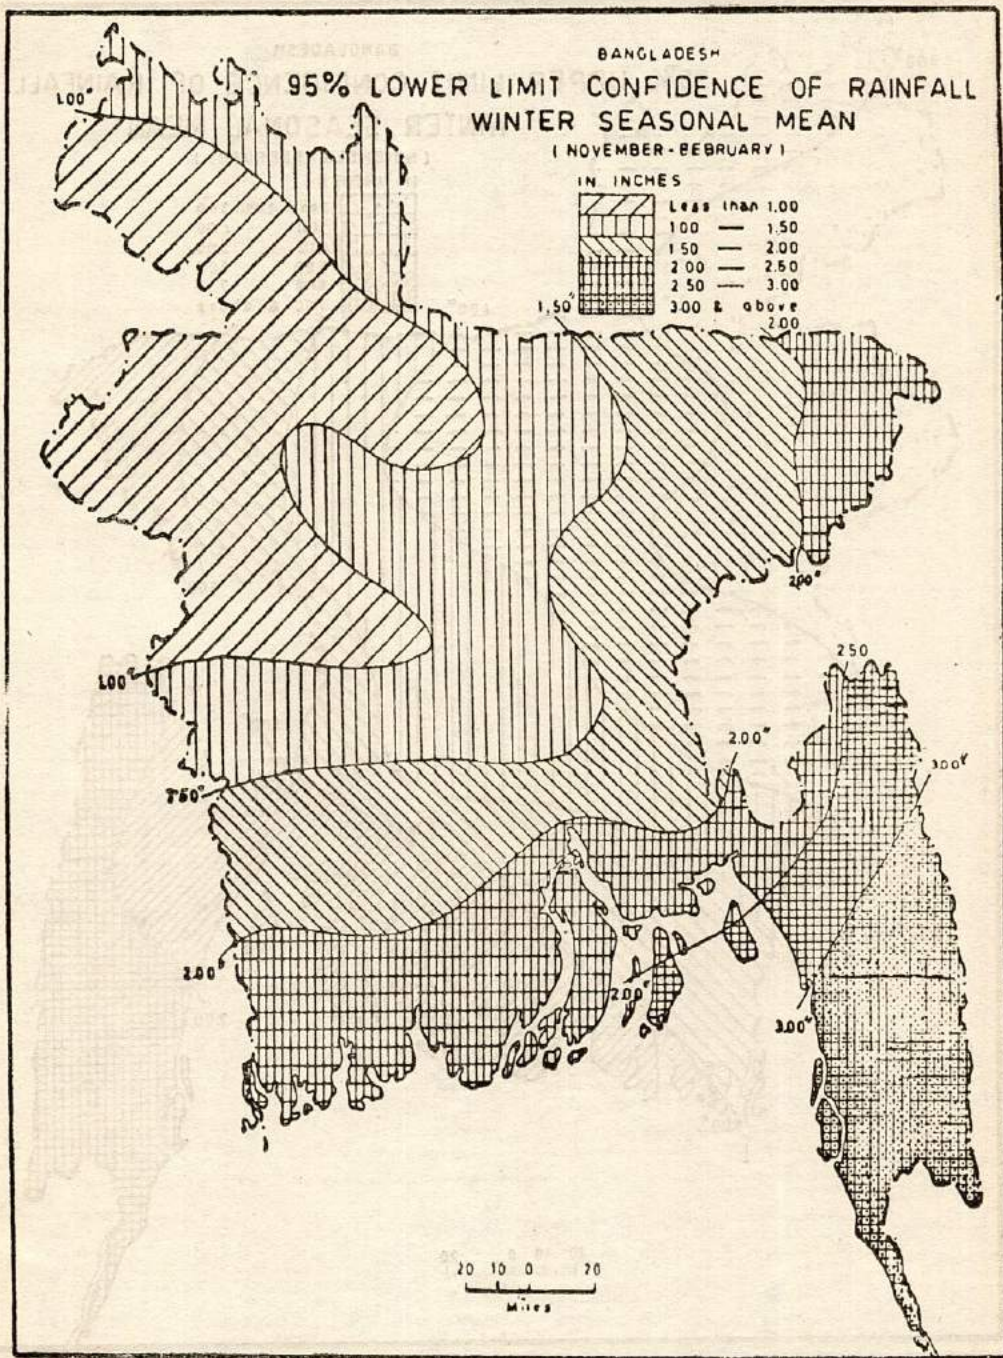 BANGLADESH
95% LOWER LIMIT CONFIDENCE OF RAINFALL
WINTER SEASONAL MEAN
( NOVEMBER-BEBRUARY )
IN INCHES
Less than 1.00
1.00 — 1.50
1.50 — 2.00
2.00 — 2.50
2.50 — 3.00
3.00 & above
1.00"
1.50"
2.00
2.00"
2.50
1.00"
2.00"
3.00"
1.50"
2.00"
2.00"
3.00"
20 10 0 20
Miles